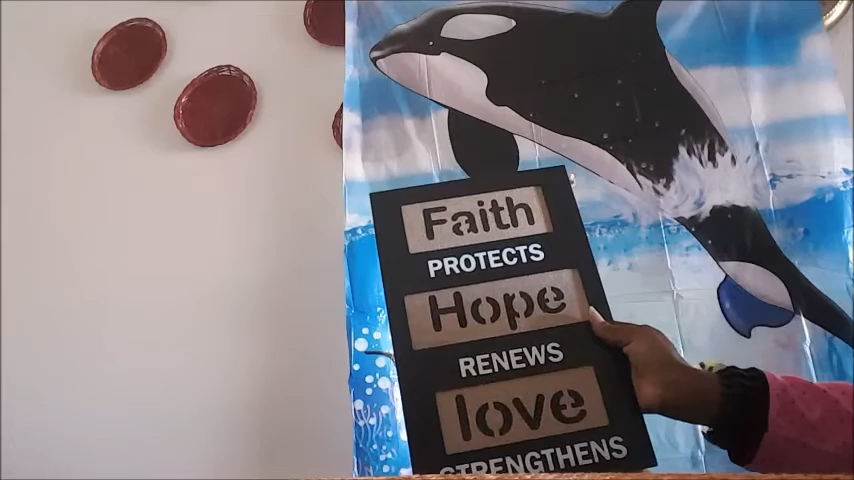 Faith
PROTECTS
Hope
RENEWS
love
STRENGTHENS